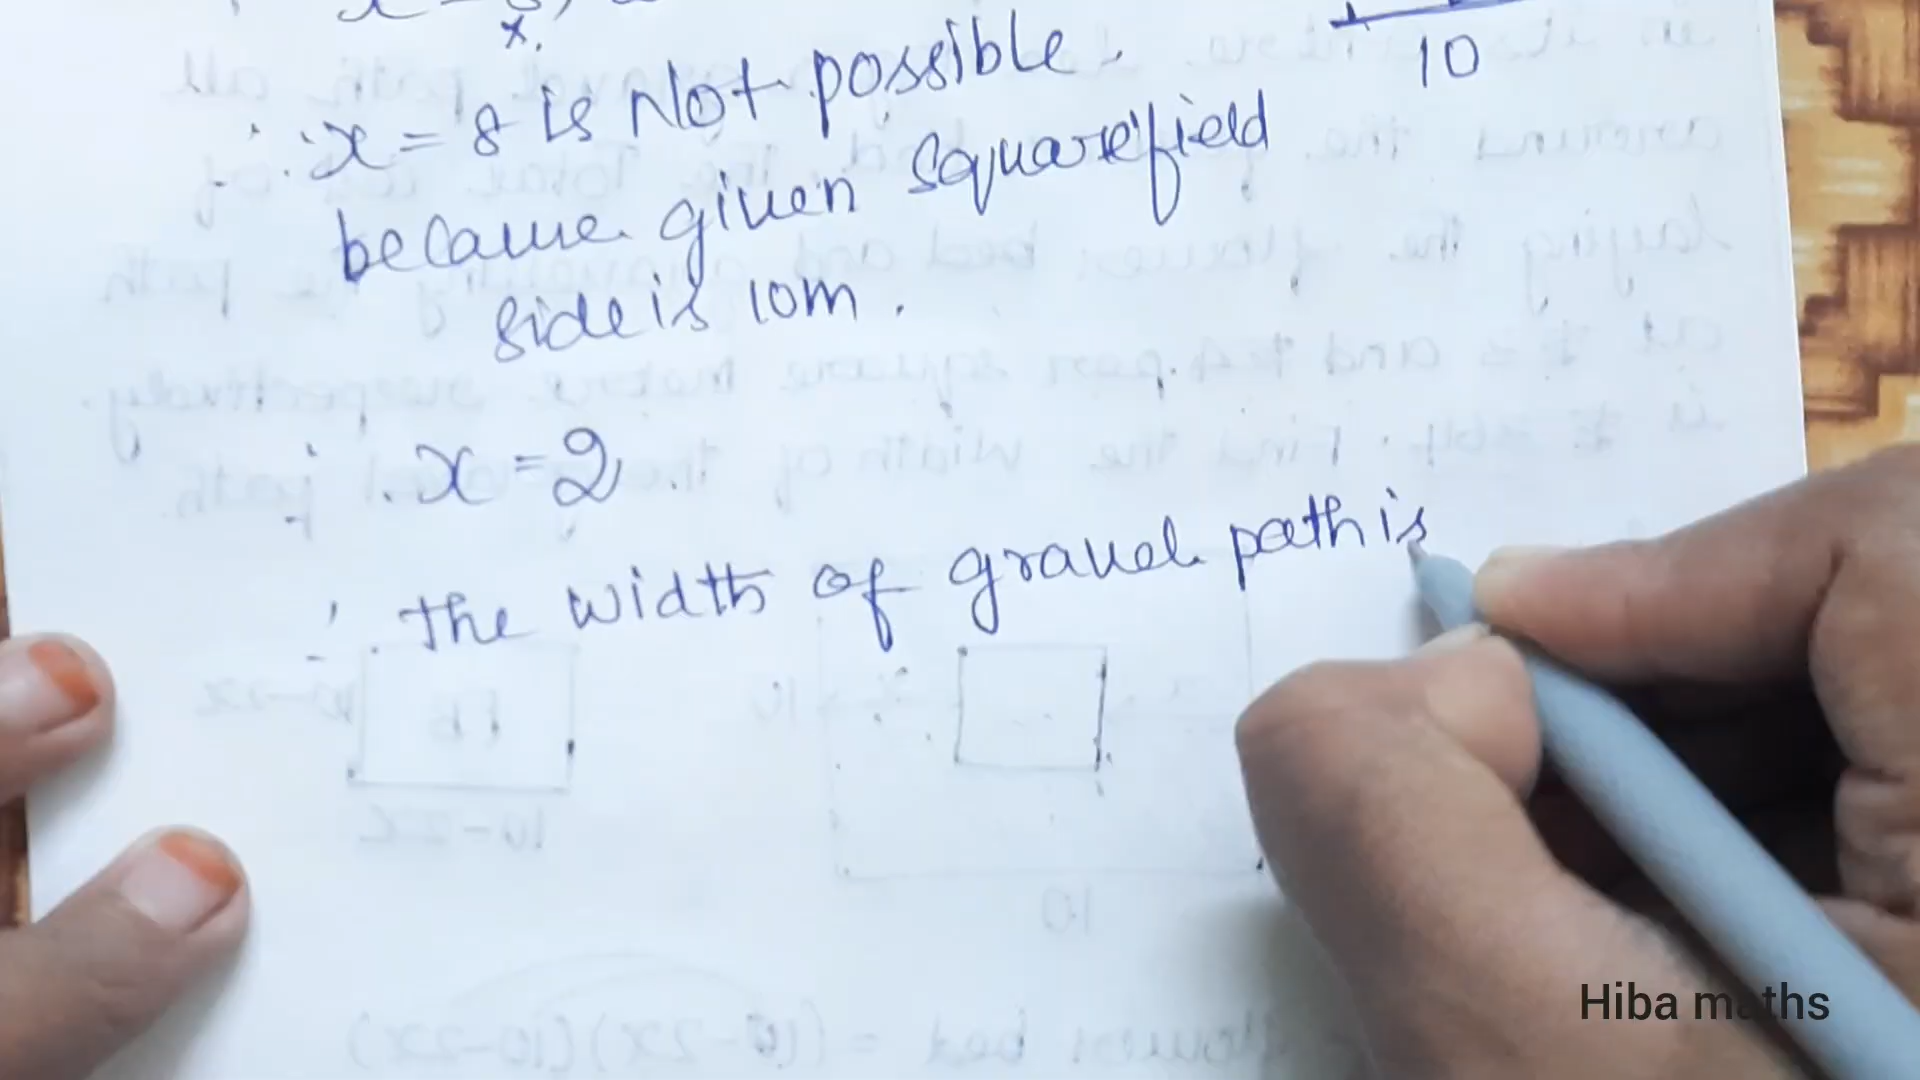 10
∴ x = 8 is Not possible.
because given squarefield
side is 10m.
∴ x = 2
∴ the width of gravel path is
Hiba maths